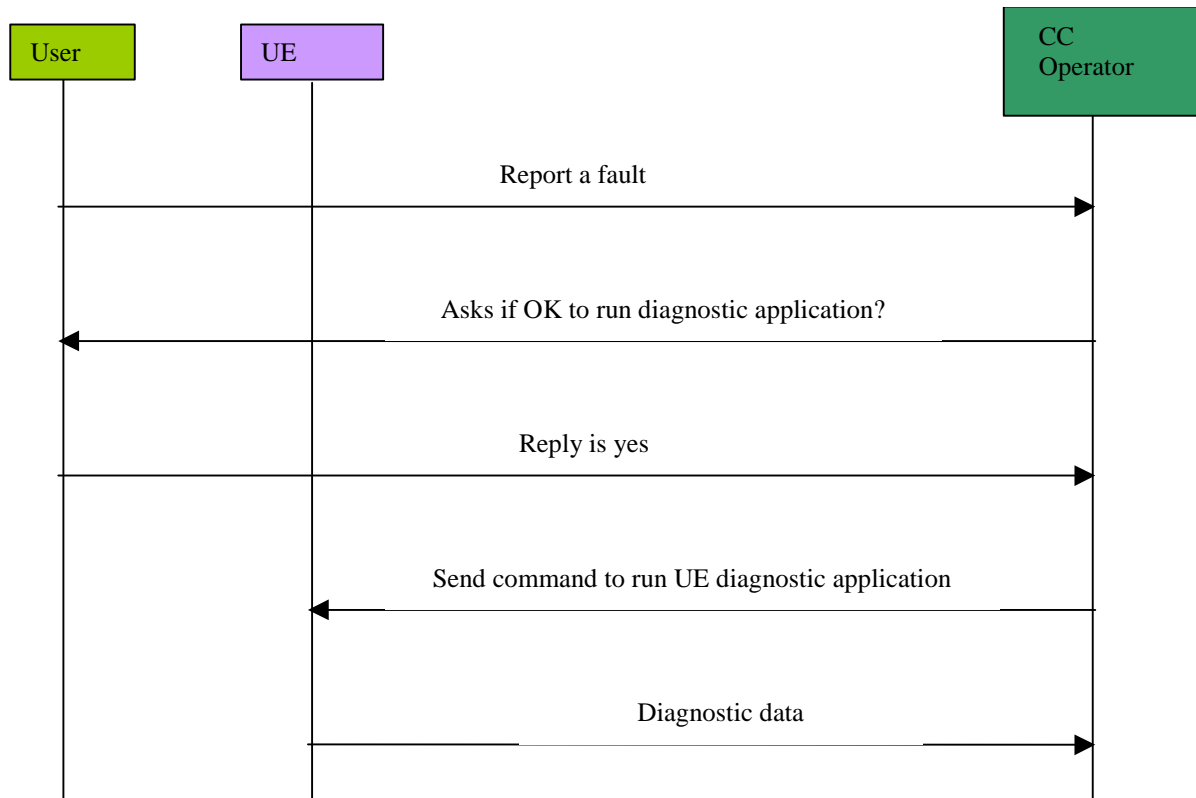 User
UE
CC
Operator
Report a fault
Asks if OK to run diagnostic application?
Reply is yes
Send command to run UE diagnostic application
Diagnostic data